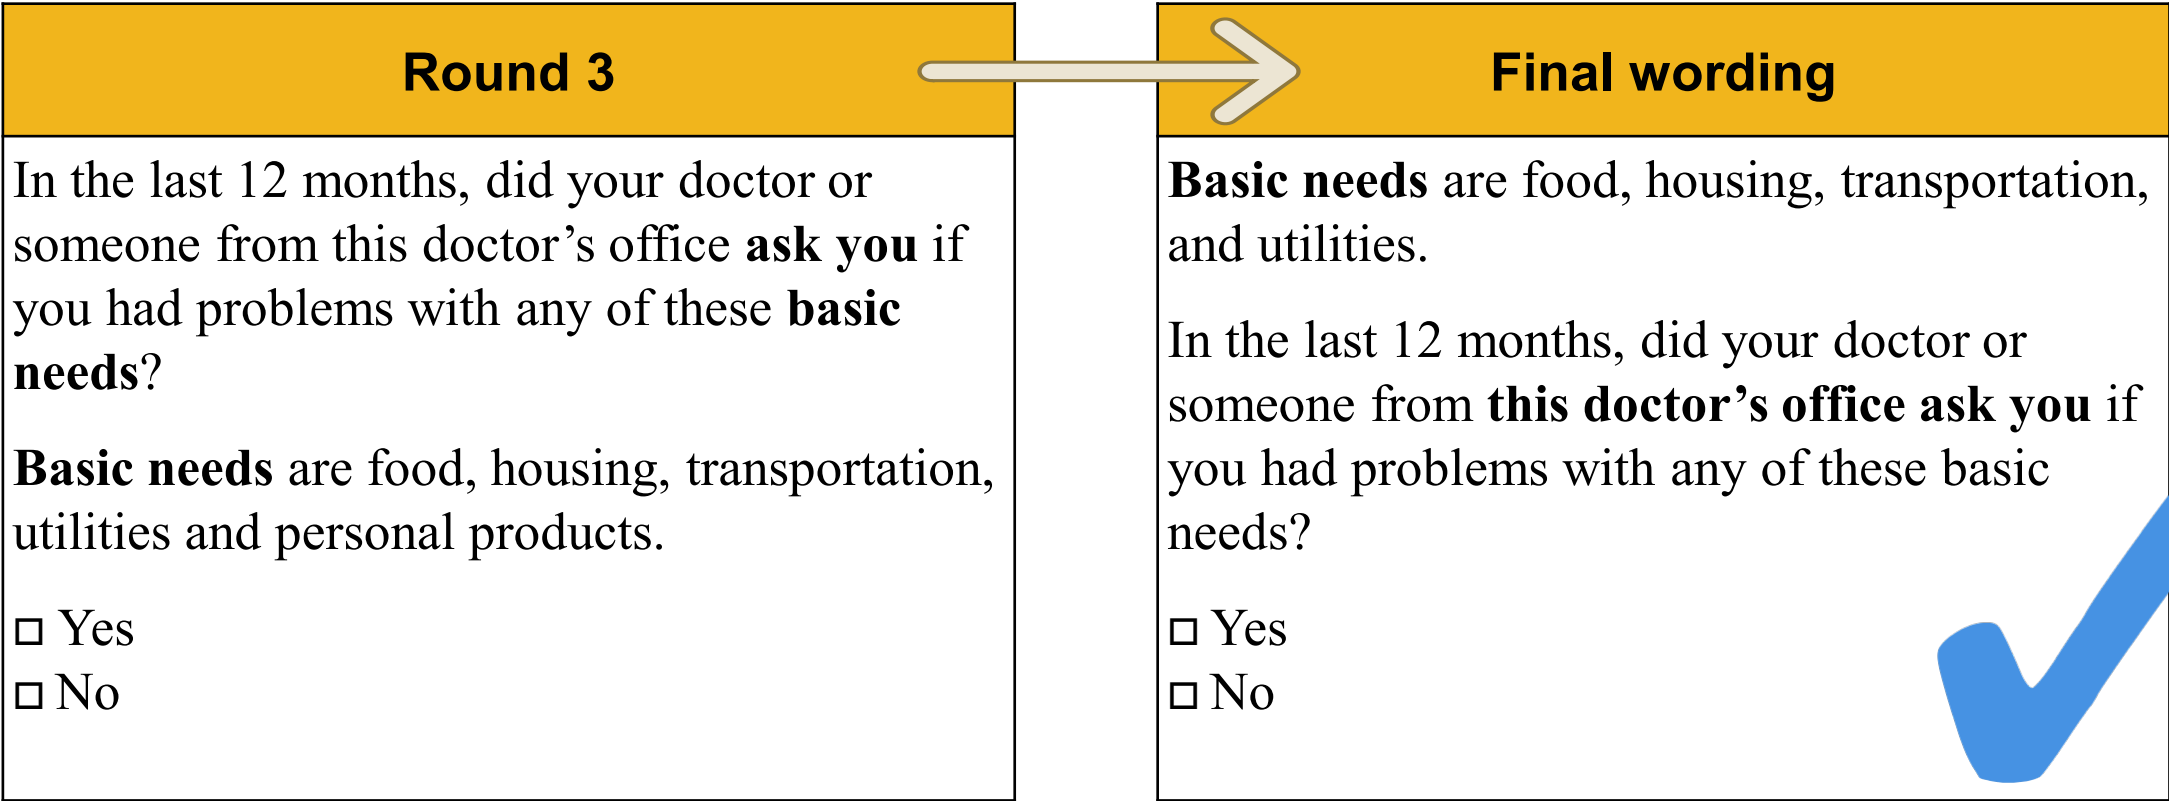 Round 3
In the last 12 months, did your doctor or
someone from this doctor’s office ask you if
you had problems with any of these basic
needs?
Basic needs are food, housing, transportation,
utilities and personal products.
□ Yes
□ No
Final wording
Basic needs are food, housing, transportation,
and utilities.
In the last 12 months, did your doctor or
someone from this doctor’s office ask you if
you had problems with any of these basic
needs?
□ Yes
□ No